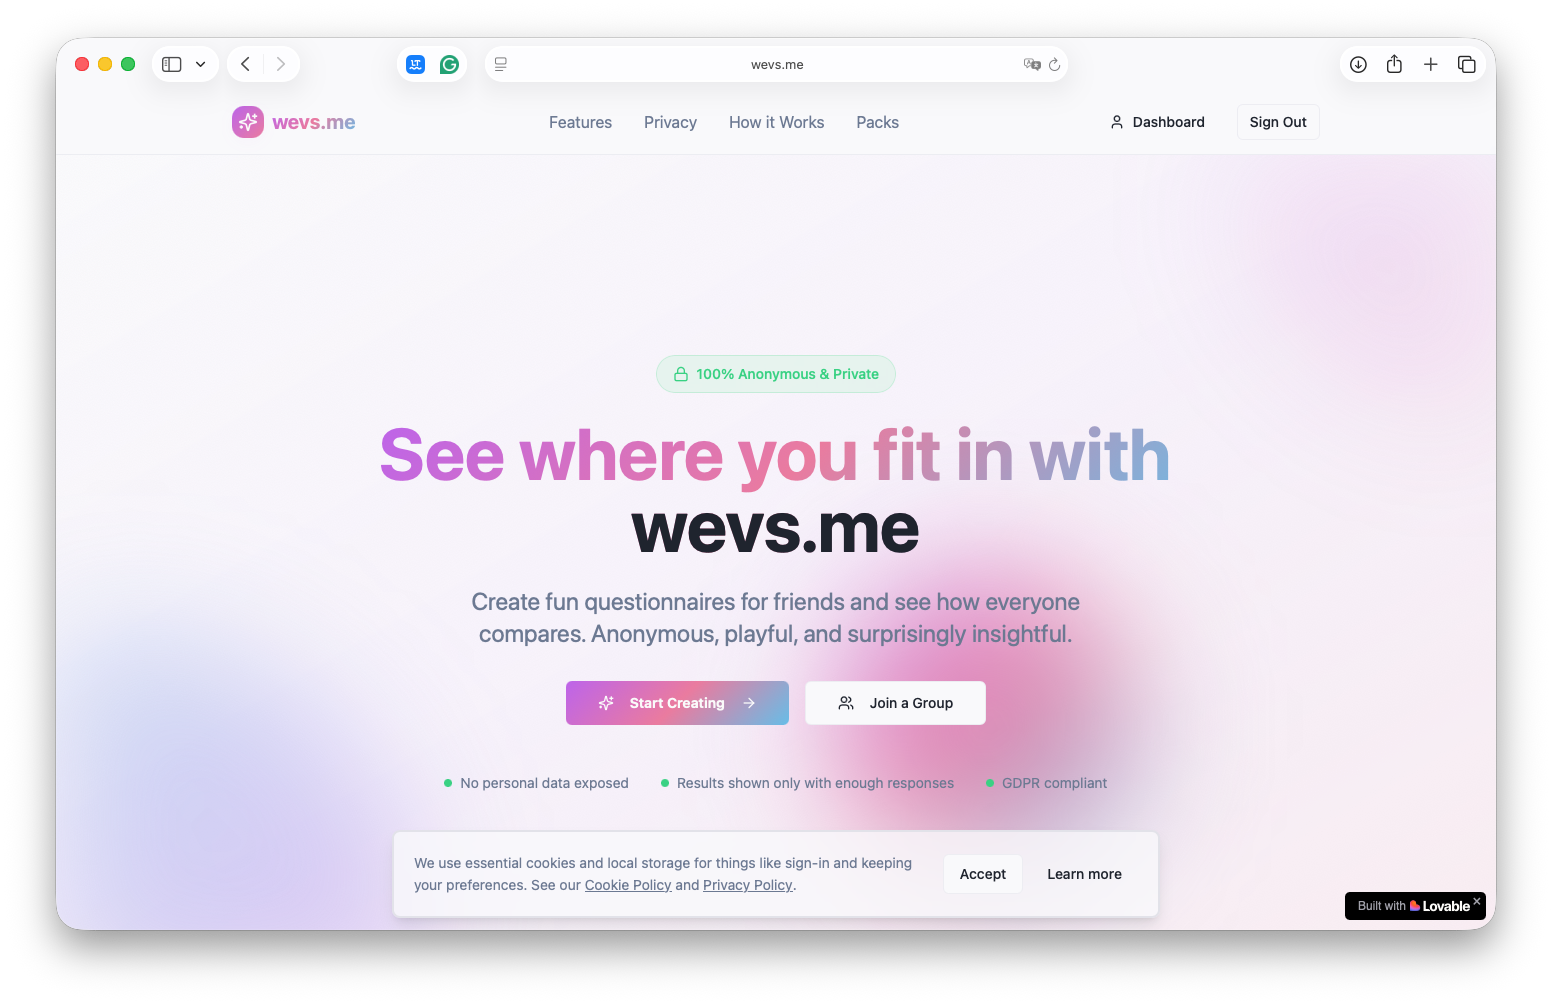 wevs.me
wevs.me
Features
Privacy
How it Works
Packs
Dashboard
Sign Out
100% Anonymous & Private
See where you fit in with
wevs.me
Create fun questionnaires for friends and see how everyone
compares. Anonymous, playful, and surprisingly insightful.
Start Creating
Join a Group
No personal data exposed
Results shown only with enough responses
GDPR compliant
We use essential cookies and local storage for things like sign-in and keeping
your preferences. See our Cookie Policy and Privacy Policy.
Accept
Learn more
Built with Lovable